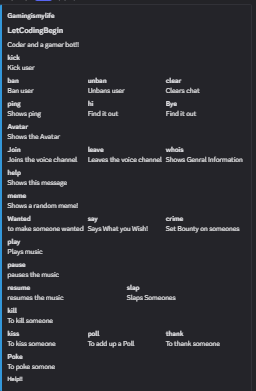 Gamingismylife
LetCodingBegin
Coder and a gamer bot!!
kick
Kick user
ban unban clear
Ban user Unbans user Clears chat
ping hi Bye
Shows ping Find it out Find it out
Avatar
Shows the Avatar
Join leave whois
Joins the voice channel Leaves the voice channel Shows Genral Information
help
Shows this message
meme
Shows a random meme!
Wanted say crime
to make someone wanted Says What you Wish! Set Bounty on someones
play
Plays music
pause
pauses the music
resume slap
resumes the music Slaps Someones
kill
To kill someone
kiss poll thank
To kiss someone To add up a Poll To thank someone
Poke
To poke somone
Help!!